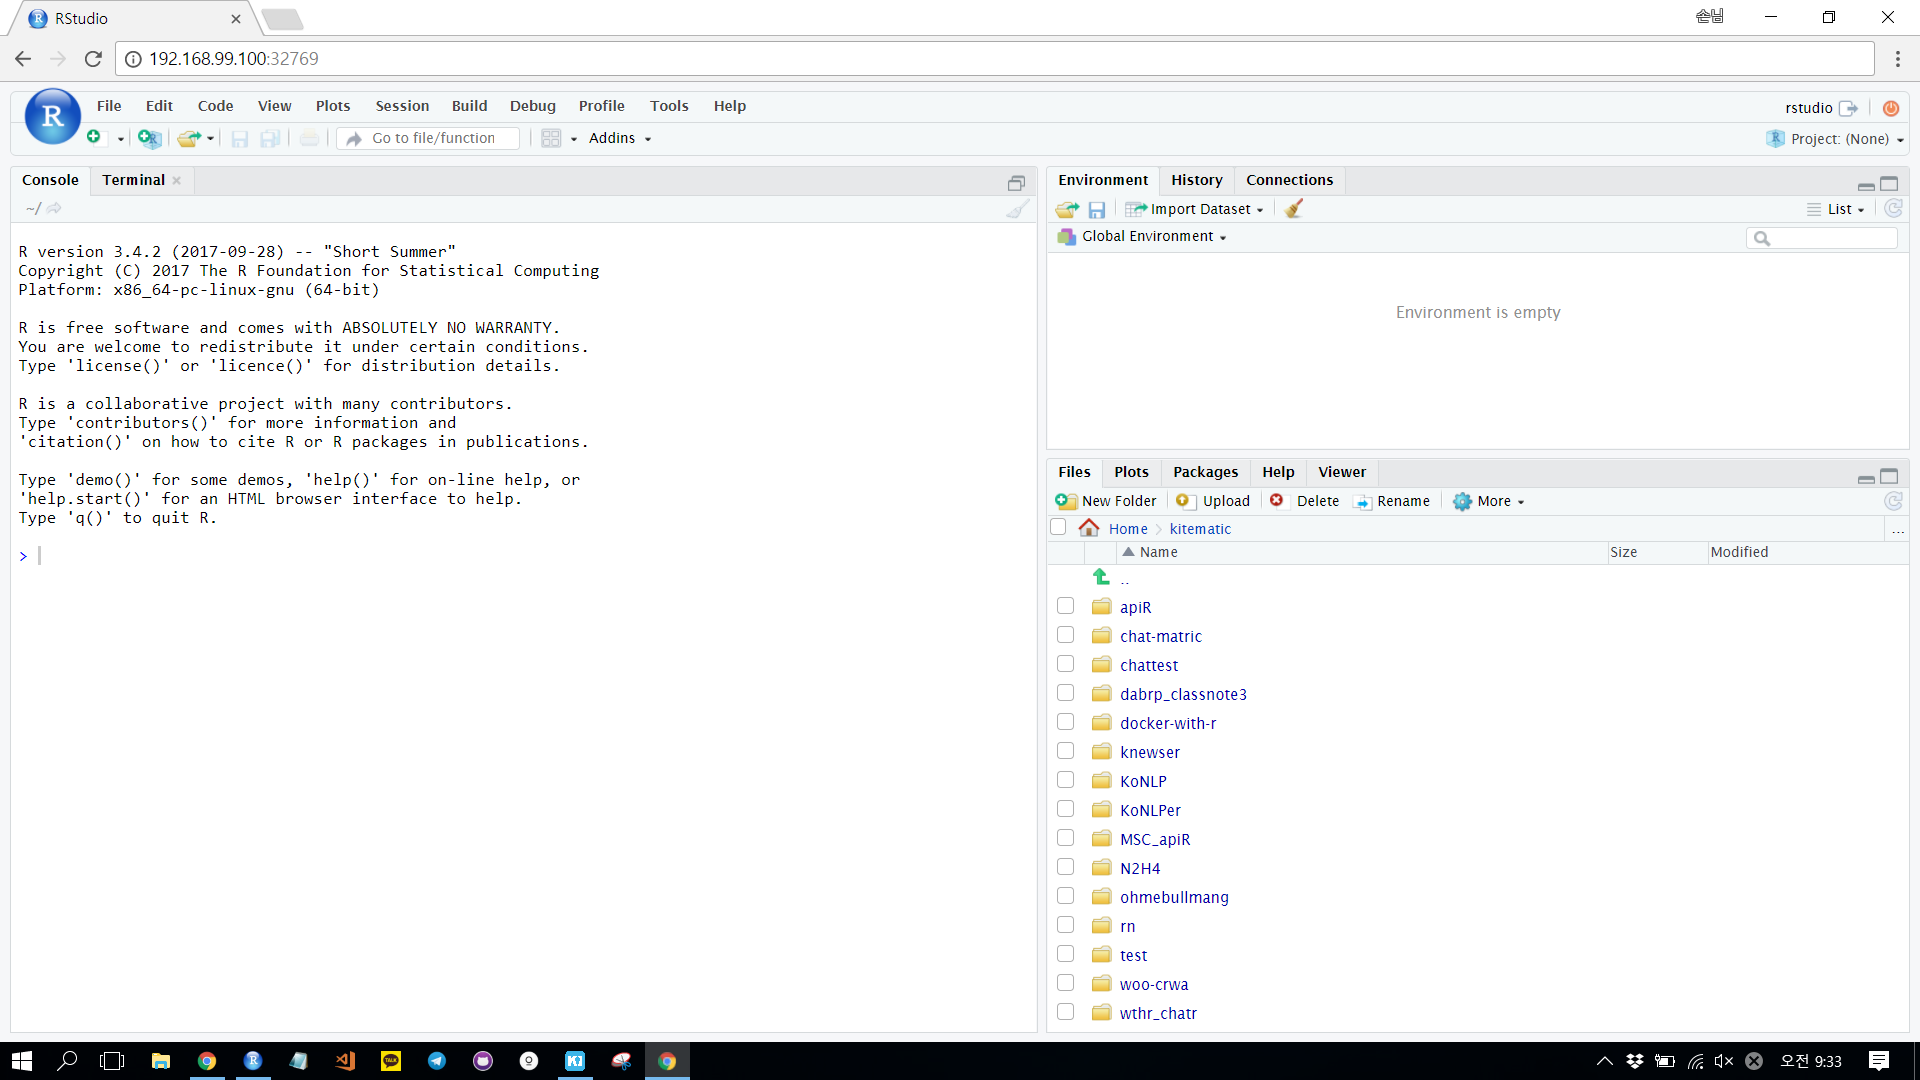 RStudio
손님
192.168.99.100:32769
R
File Edit Code View Plots Session Build Debug Profile Tools Help
rstudio
Go to file/function
Addins
Project: (None)
Console Terminal
~/
R version 3.4.2 (2017-09-28) -- "Short Summer"
Copyright (C) 2017 The R Foundation for Statistical Computing
Platform: x86_64-pc-linux-gnu (64-bit)
R is free software and comes with ABSOLUTELY NO WARRANTY.
You are welcome to redistribute it under certain conditions.
Type 'license()' or 'licence()' for distribution details.
R is a collaborative project with many contributors.
Type 'contributors()' for more information and
'citation()' on how to cite R or R packages in publications.
Type 'demo()' for some demos, 'help()' for on-line help, or
'help.start()' for an HTML browser interface to help.
Type 'q()' to quit R.
>
Environment History Connections
Import Dataset
List
Global Environment
Environment is empty
Files Plots Packages Help Viewer
New Folder Upload Delete Rename More
Home kitematic
...
Name Size Modified
..
apiR
chat-matric
chattest
dabrp_classnote3
docker-with-r
knewser
KoNLP
KoNLPer
MSC_apiR
N2H4
ohmebullmang
rn
test
woo-crwa
wthr_chatr
TALK
오전 9:33